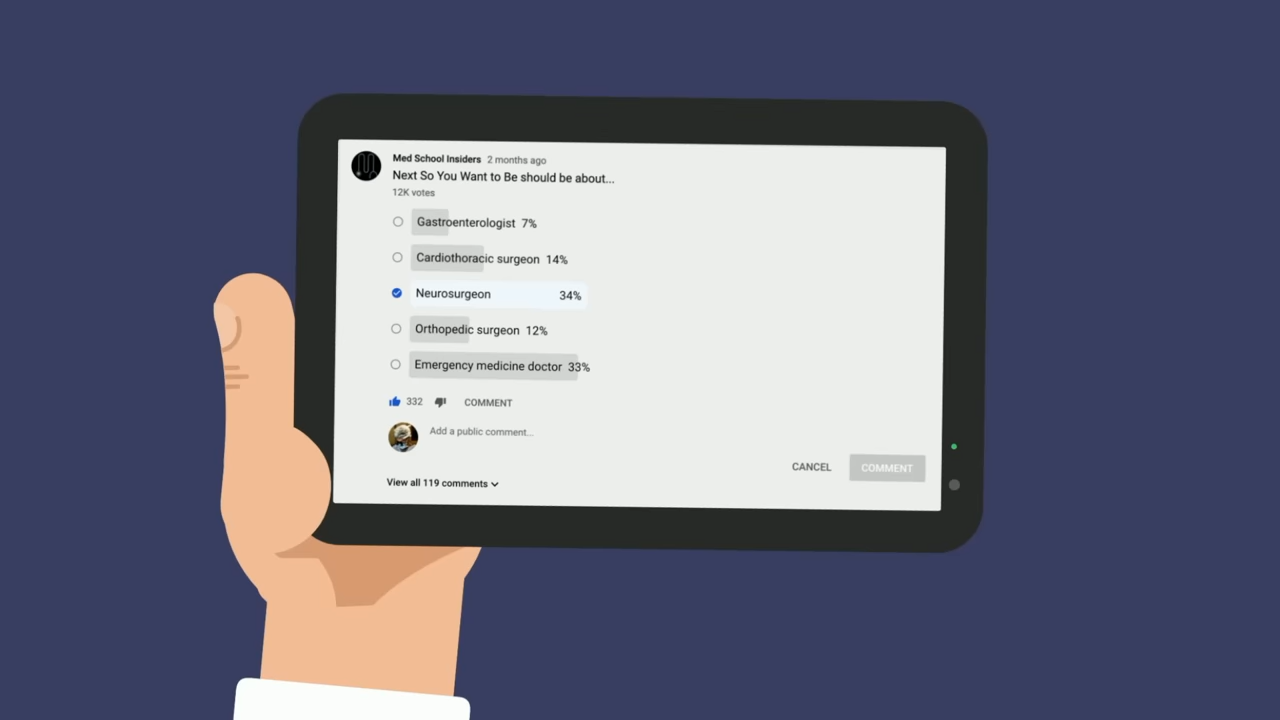 Med School Insiders 2 months ago
Next So You Want to Be should be about...
12K votes
Gastroenterologist 7%
Cardiothoracic surgeon 14%
Neurosurgeon 34%
Orthopedic surgeon 12%
Emergency medicine doctor 33%
332 COMMENT
Add a public comment...
CANCEL COMMENT
View all 119 comments